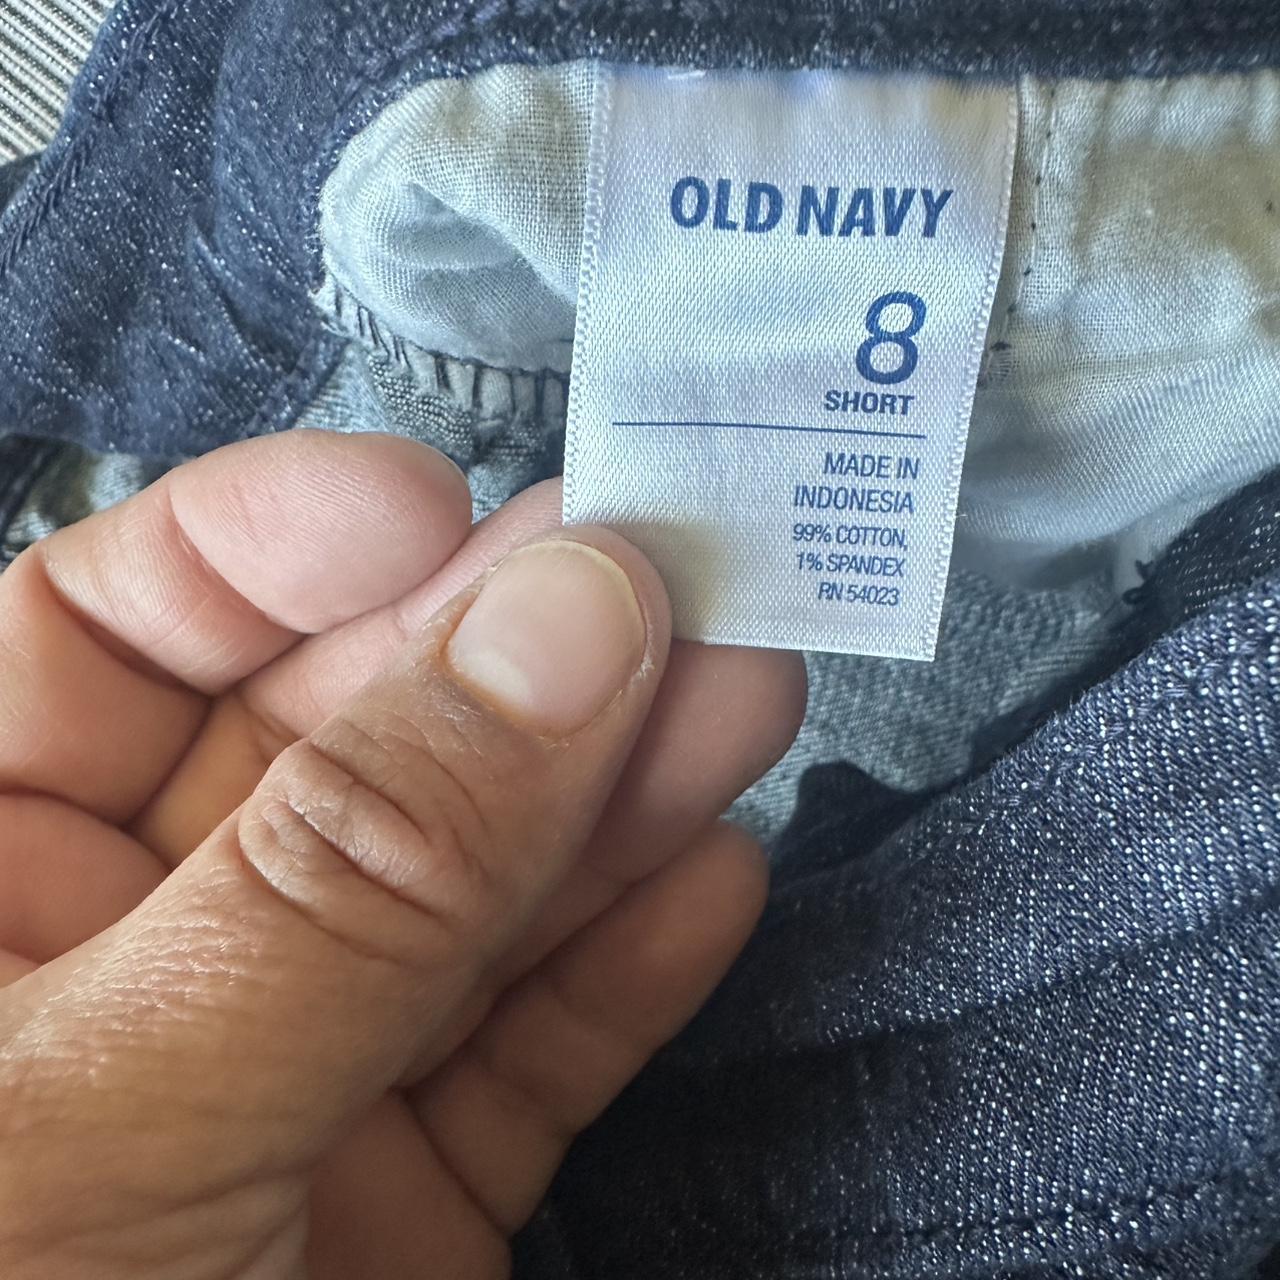 OLD NAVY
8
SHORT
MADE IN
INDONESIA
99% COTTON,
1% SPANDEX
RN 54023